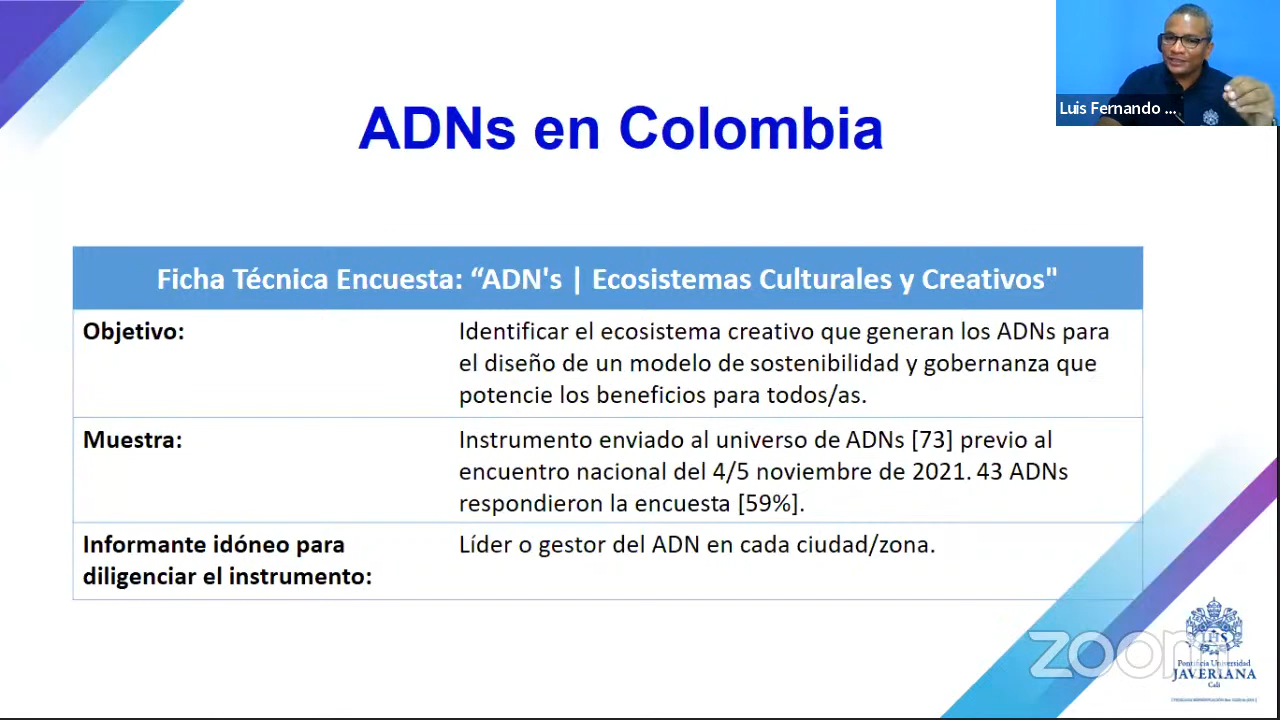 Luis Fernando ...
ADNs en Colombia
Ficha Técnica Encuesta: “ADN's | Ecosistemas Culturales y Creativos"
Objetivo:
Identificar el ecosistema creativo que generan los ADNs para
el diseño de un modelo de sostenibilidad y gobernanza que
potencie los beneficios para todos/as.
Muestra:
Instrumento enviado al universo de ADNs [73] previo al
encuentro nacional del 4/5 noviembre de 2021. 43 ADNs
respondieron la encuesta [59%].
Informante idóneo para
diligenciar el instrumento:
Líder o gestor del ADN en cada ciudad/zona.
zoom
IHS
Pontificia Universidad
JAVERIANA
Cali